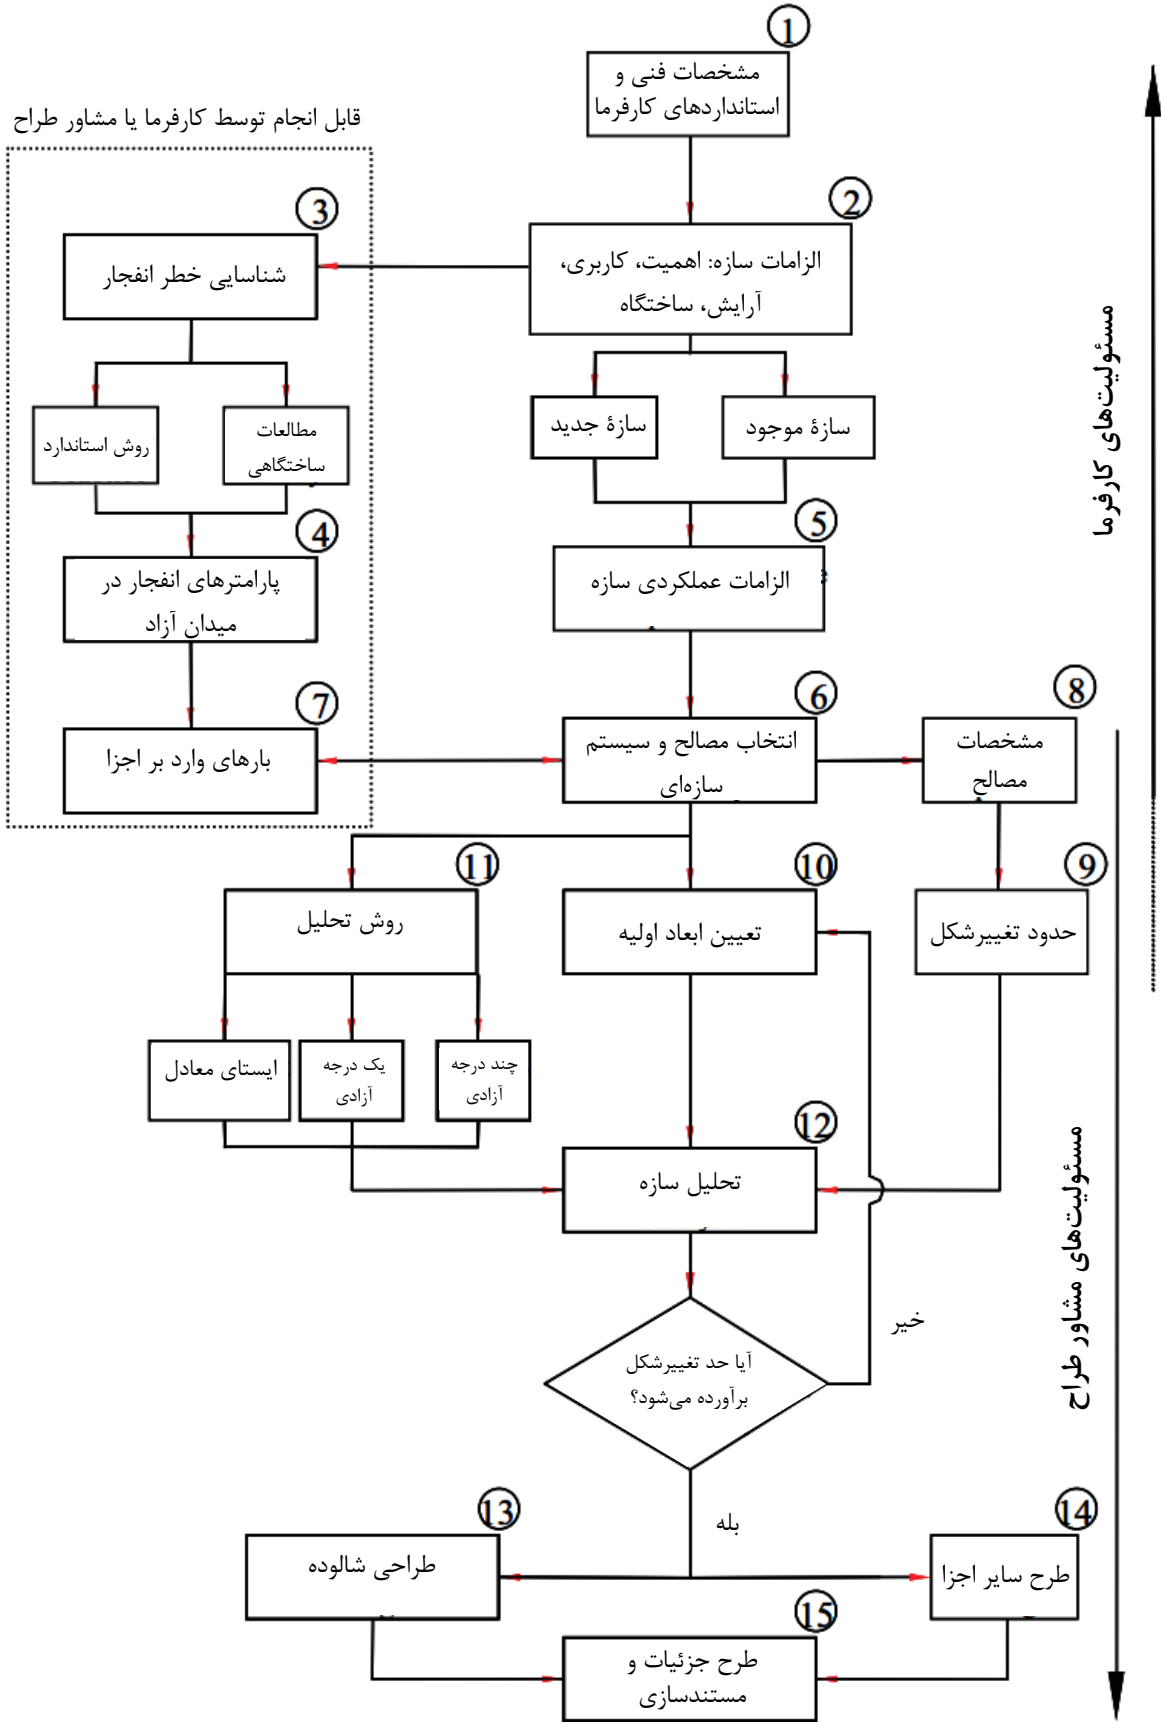 1
مشخصات فنی و
استانداردهای کارفرما
قابل انجام توسط کارفرما یا مشاور طراح
2
الزامات سازه: اهمیت، کاربری،
آرایش، ساختگاه
3
شناسایی خطر انفجار
سازهٔ موجود
سازهٔ جدید
مطالعات
ساختگاهی
روش استاندارد
4
پارامترهای انفجار در
میدان آزاد
5
الزامات عملکردی سازه
6
انتخاب مصالح و سیستم
سازه‌ای
7
بارهای وارد بر اجزا
8
مشخصات
مصالح
9
حدود تغییرشکل
10
تعیین ابعاد اولیه
11
روش تحلیل
چند درجه
آزادی
یک درجه
آزادی
ایستای معادل
12
تحلیل سازه
آیا حد تغییرشکل
برآورده می‌شود؟
خیر
بله
13
طراحی شالوده
14
طرح سایر اجزا
15
طرح جزئیات و
مستندسازی
مسئولیت‌های کارفرما
مسئولیت‌های مشاور طراح